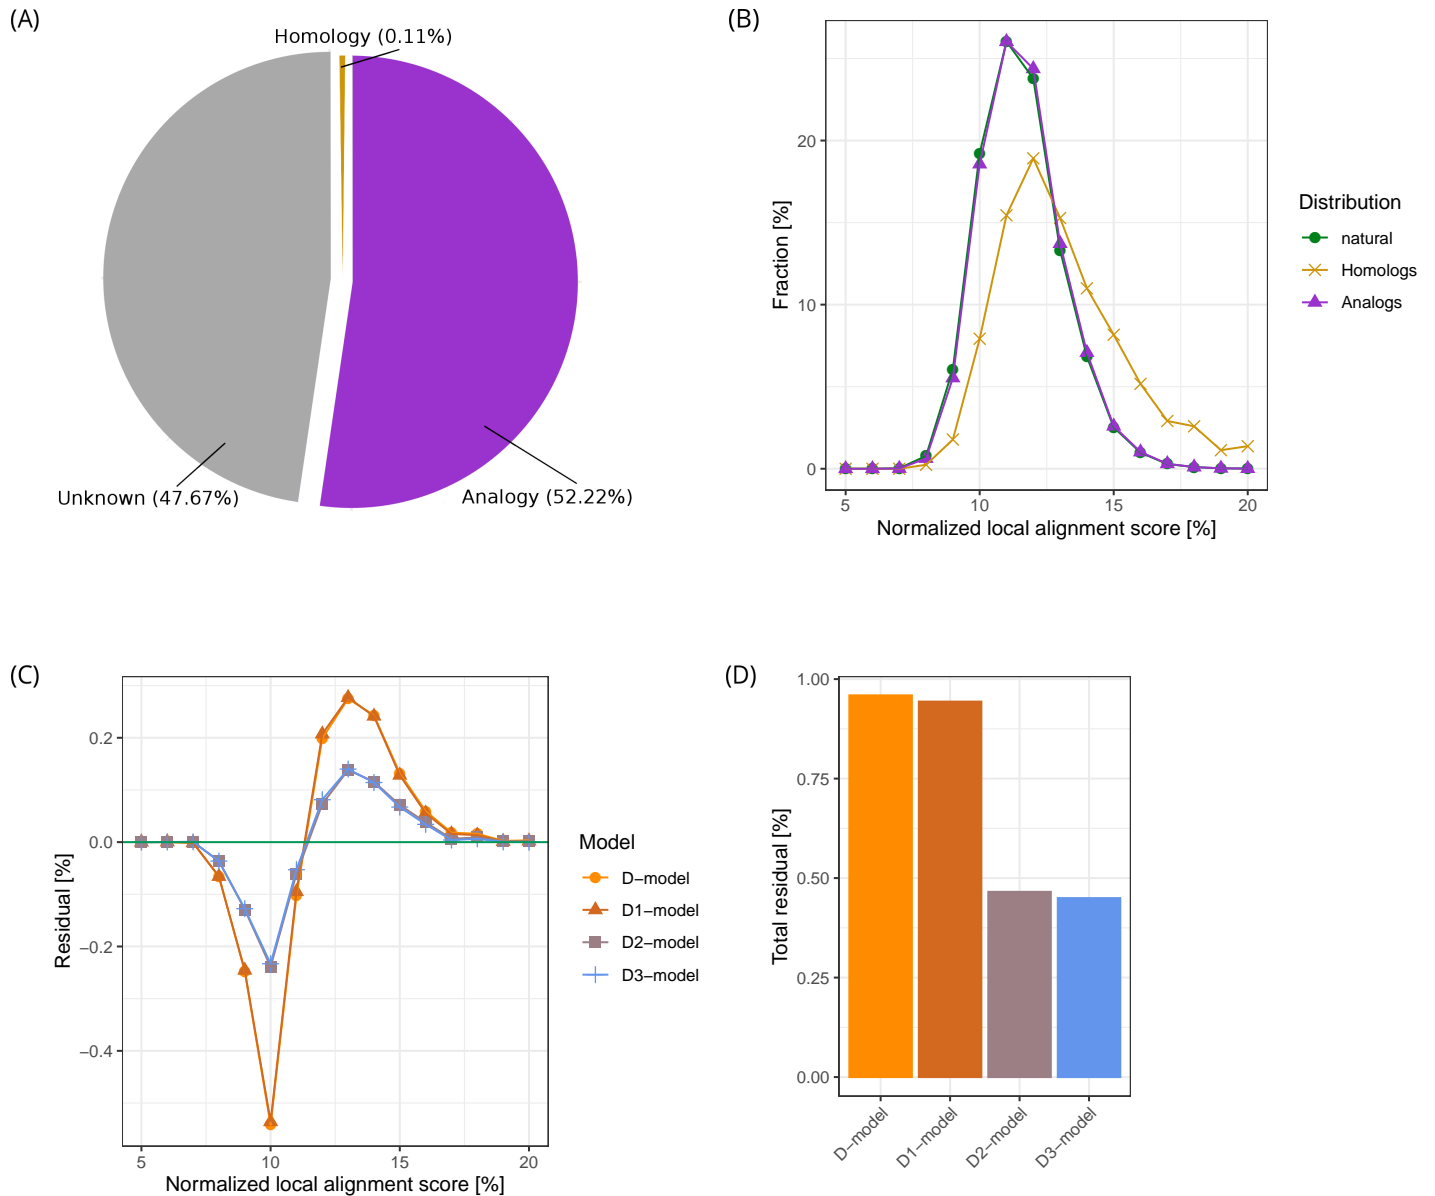 (A)
Homology (0.11%)
Unknown (47.67%)
Analogy (52.22%)
(B)
Fraction [%]
20
10
0
5
10
15
20
Normalized local alignment score [%]
Distribution
natural
Homologs
Analogs
(C)
Residual [%]
0.2
0.0
−0.2
−0.4
5
10
15
20
Normalized local alignment score [%]
Model
D−model
D1−model
D2−model
D3−model
(D)
Total residual [%]
1.00
0.75
0.50
0.25
0.00
D−model
D1−model
D2−model
D3−model